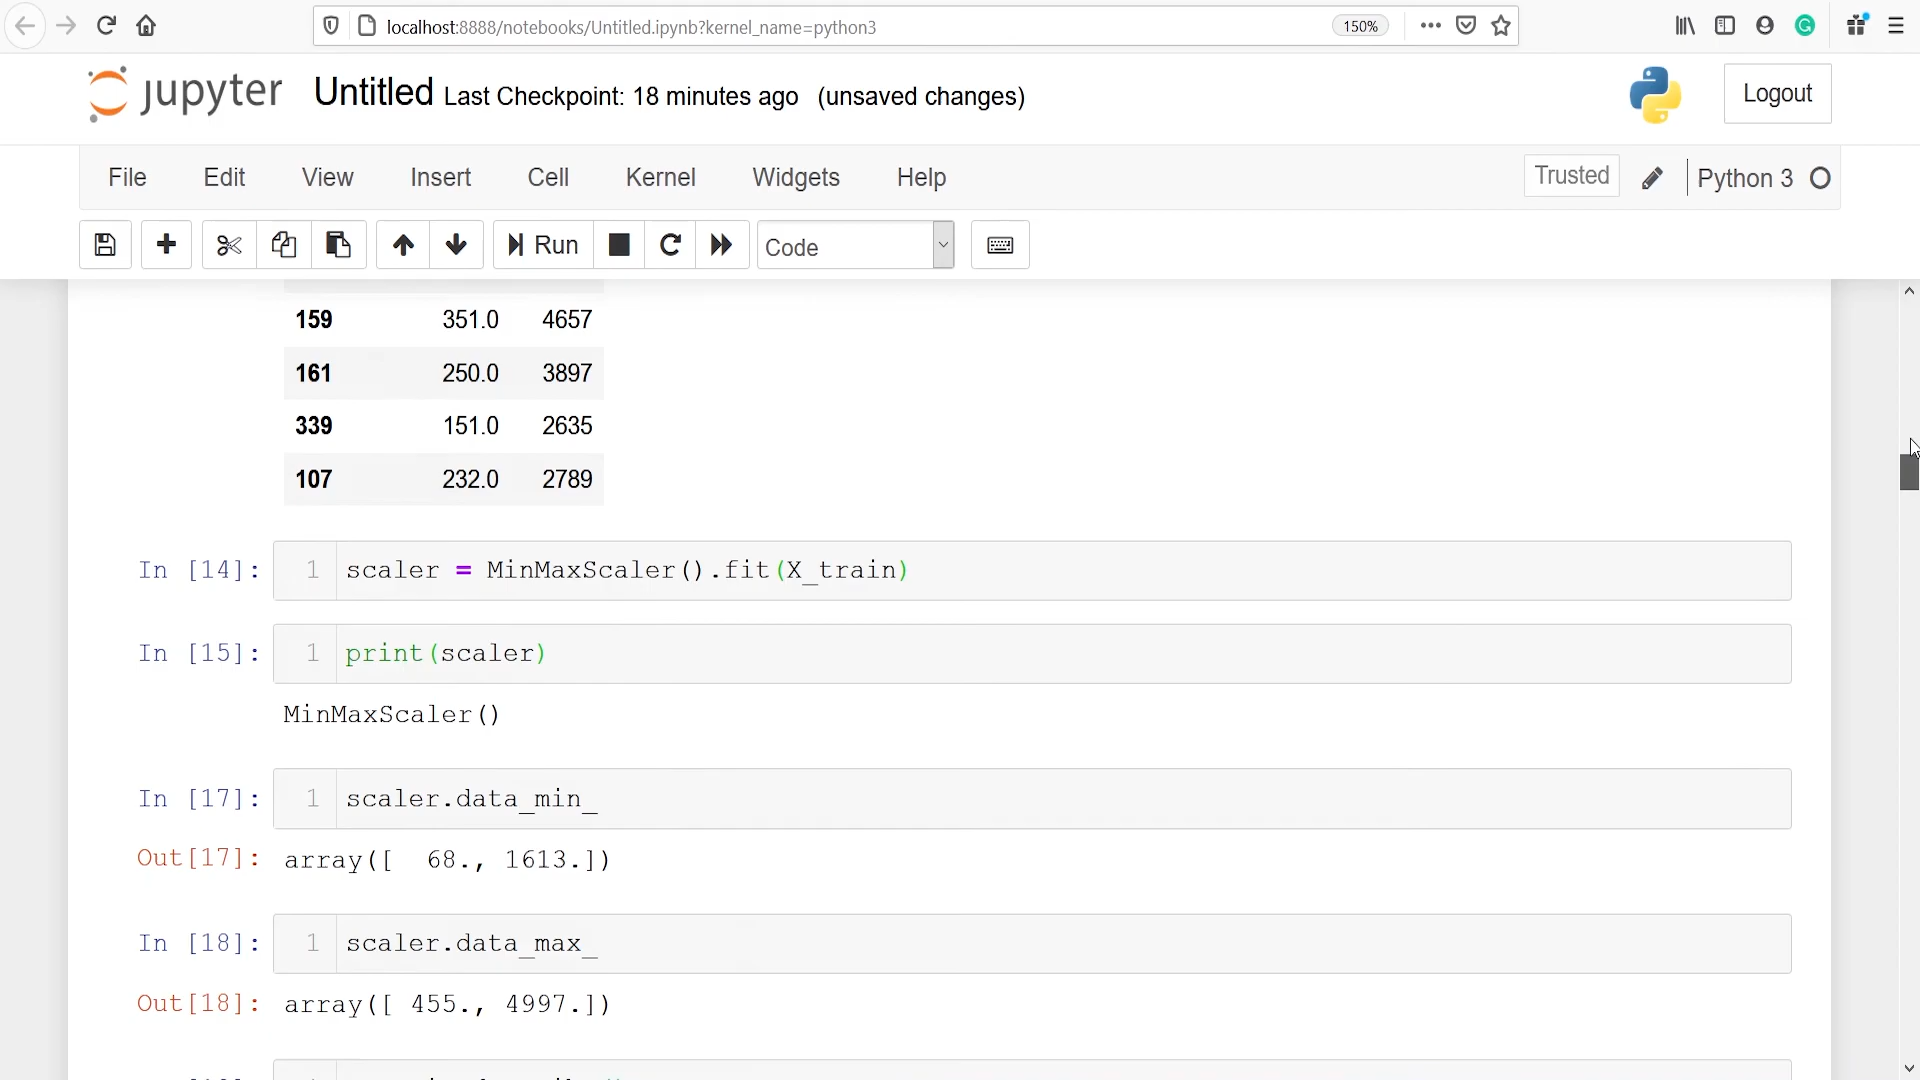 localhost:8888/notebooks/Untitled.ipynb?kernel_name=python3 150%
jupyter Untitled Last Checkpoint: 18 minutes ago (unsaved changes) Logout
File Edit View Insert Cell Kernel Widgets Help Trusted Python 3
Run Code
159 351.0 4657
161 250.0 3897
339 151.0 2635
107 232.0 2789
In [14]: 1 scaler = MinMaxScaler().fit(X_train)
In [15]: 1 print(scaler)
MinMaxScaler()
In [17]: 1 scaler.data_min_
Out[17]: array([  68., 1613.])
In [18]: 1 scaler.data_max_
Out[18]: array([ 455., 4997.])